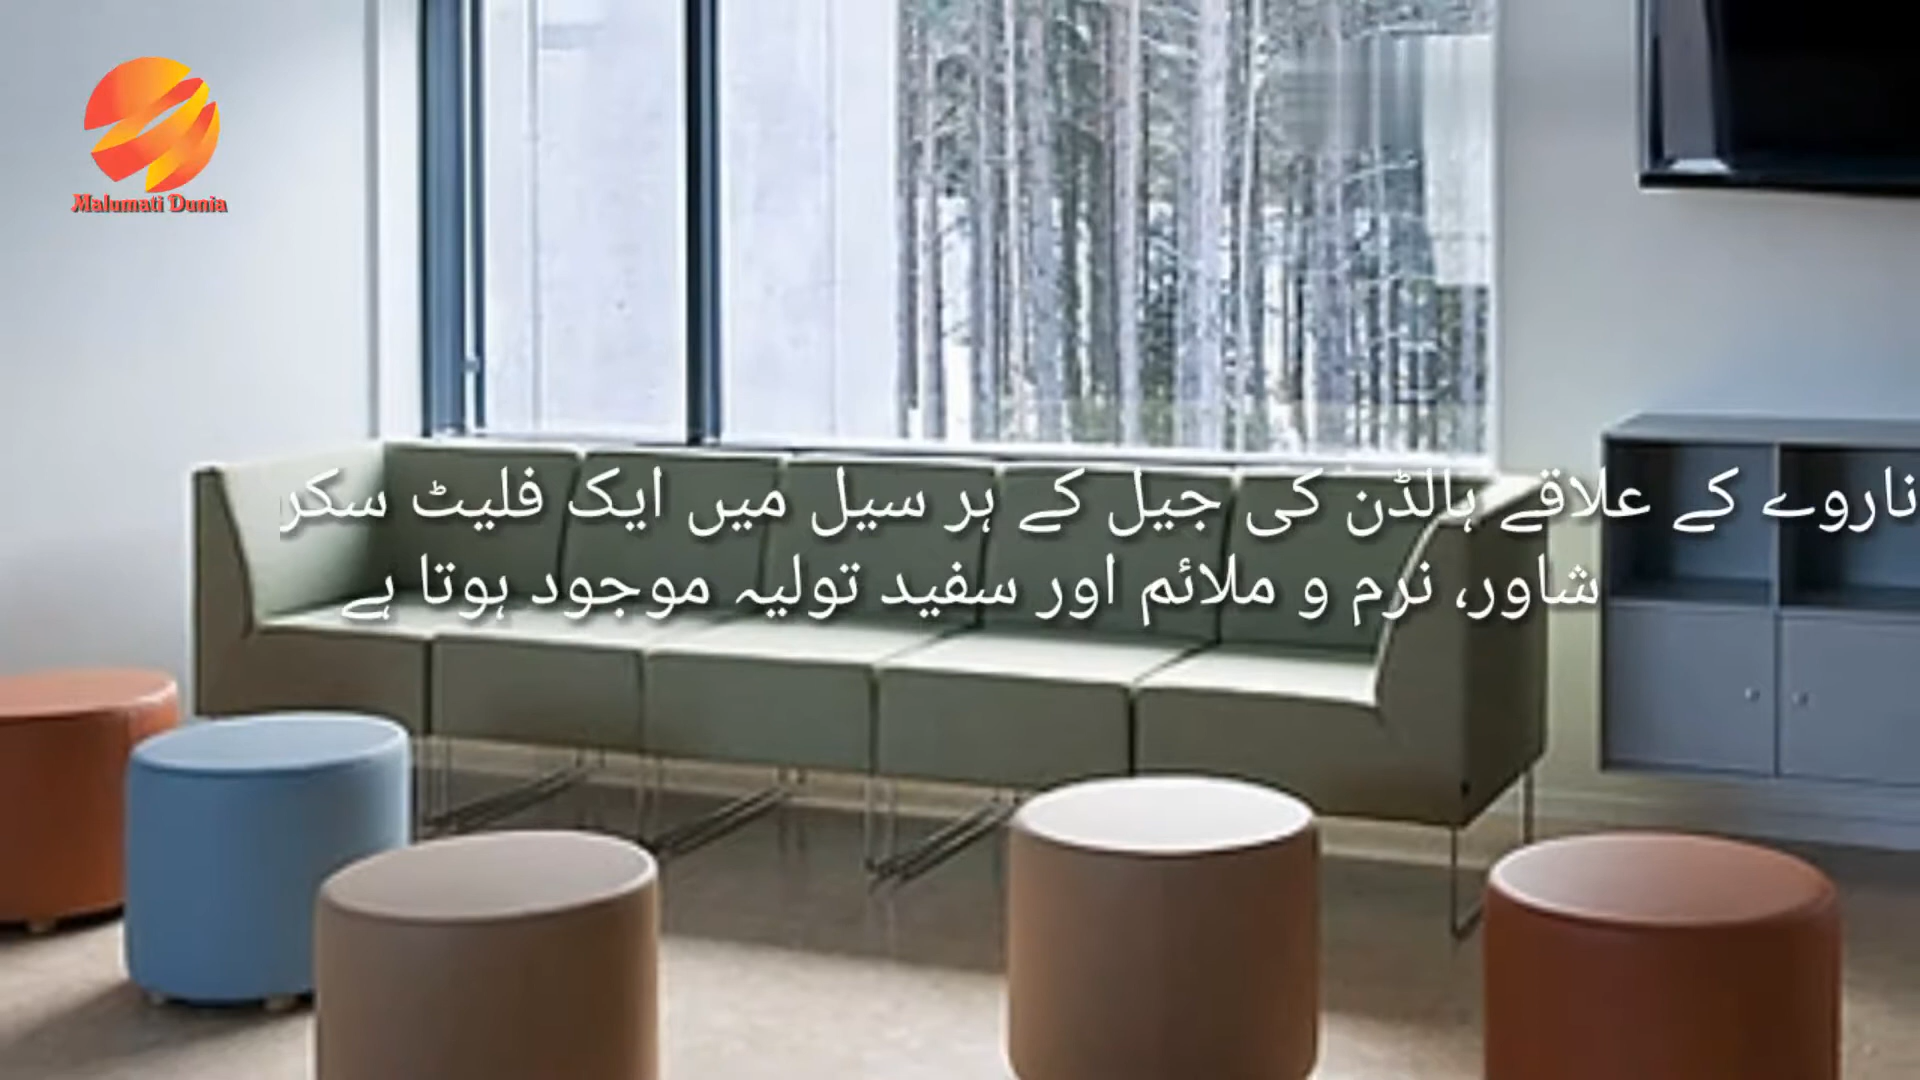 Malumati Dunia
ناروے کے علاقے ہالڈن کی جیل کے ہر سیل میں ایک فلیٹ سکر
شاور، نرم و ملائم اور سفید تولیہ موجود ہوتا ہے